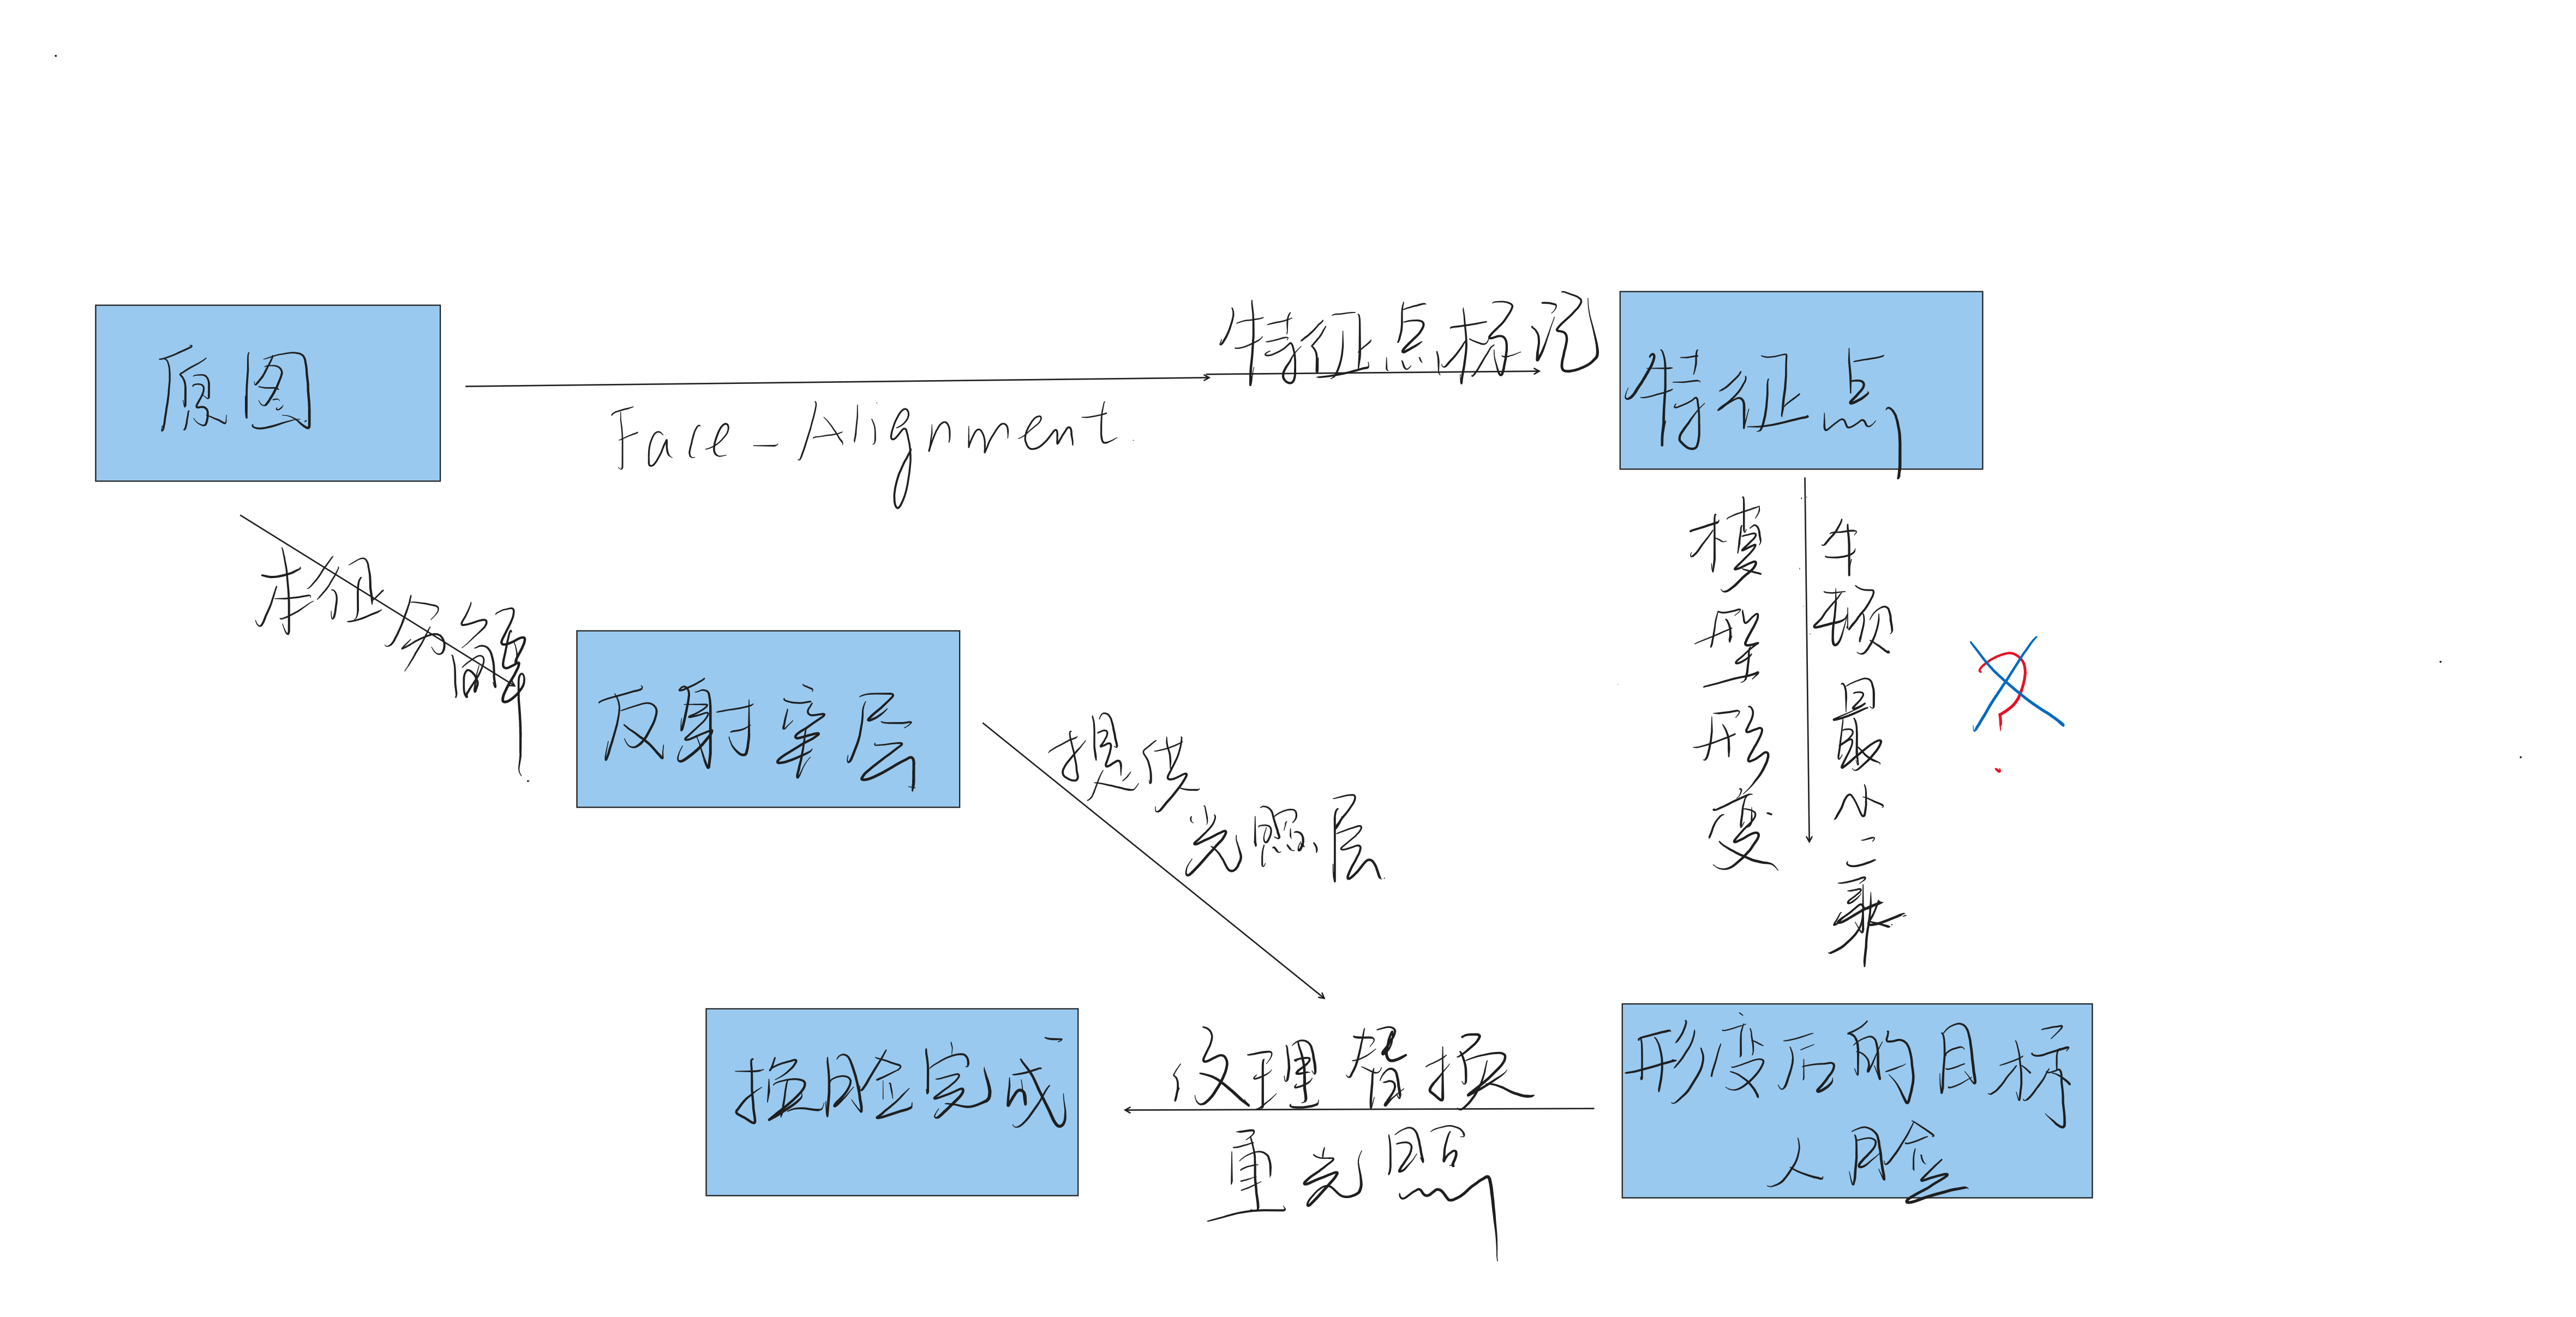 原图
特征点标记
Face-Alignment
特征点
本征分解
模型形变
牛顿最小二乘
?
反射率层
提供
光照层
换脸完成
纹理替换
重光照
形变后的目标
人脸